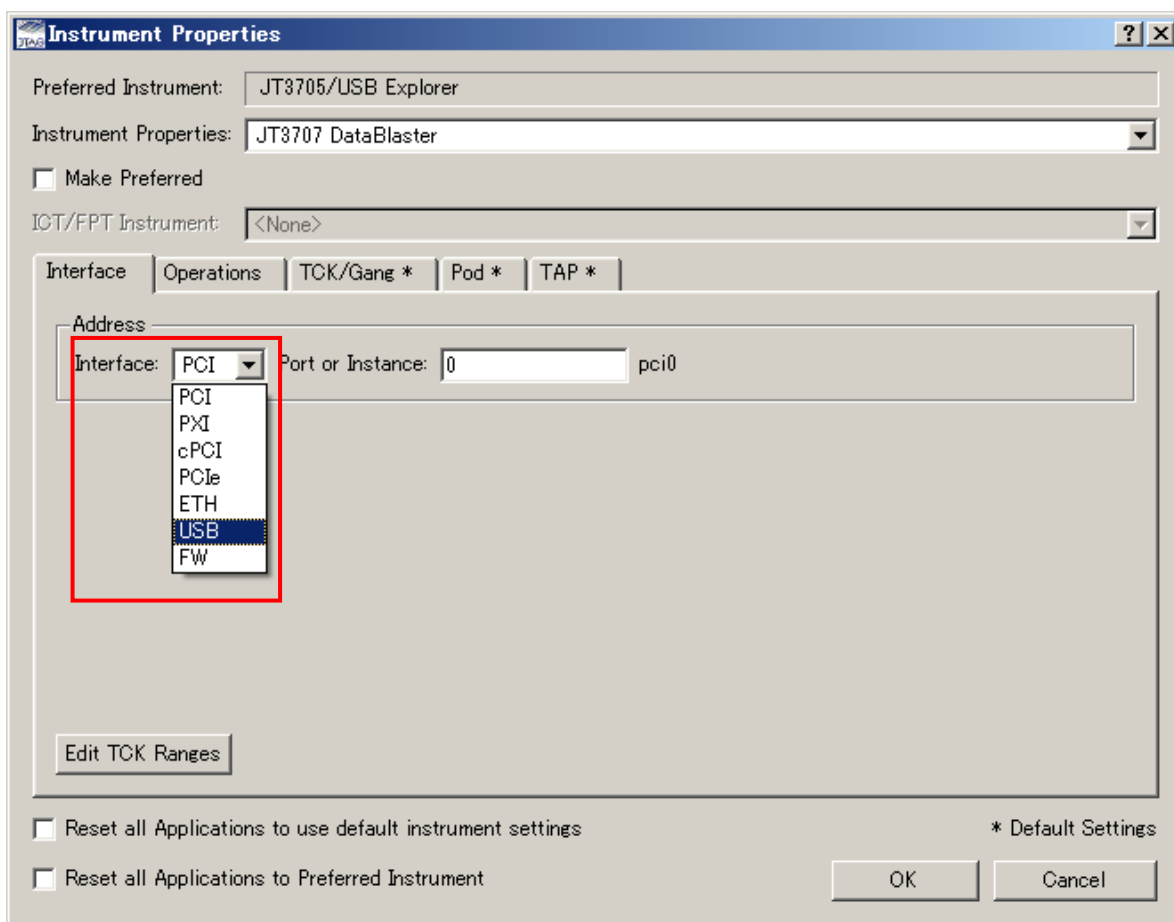 JTAG Instrument Properties
Preferred Instrument: JT3705/USB Explorer
Instrument Properties: JT3707 DataBlaster
Make Preferred
ICT/FPT Instrument: <None>
Interface Operations TCK/Gang * Pod * TAP *
Address
Interface: PCI Port or Instance: 0 pci0
PCI
PXI
cPCI
PCIe
ETH
USB
FW
Edit TCK Ranges
Reset all Applications to use default instrument settings * Default Settings
Reset all Applications to Preferred Instrument OK Cancel